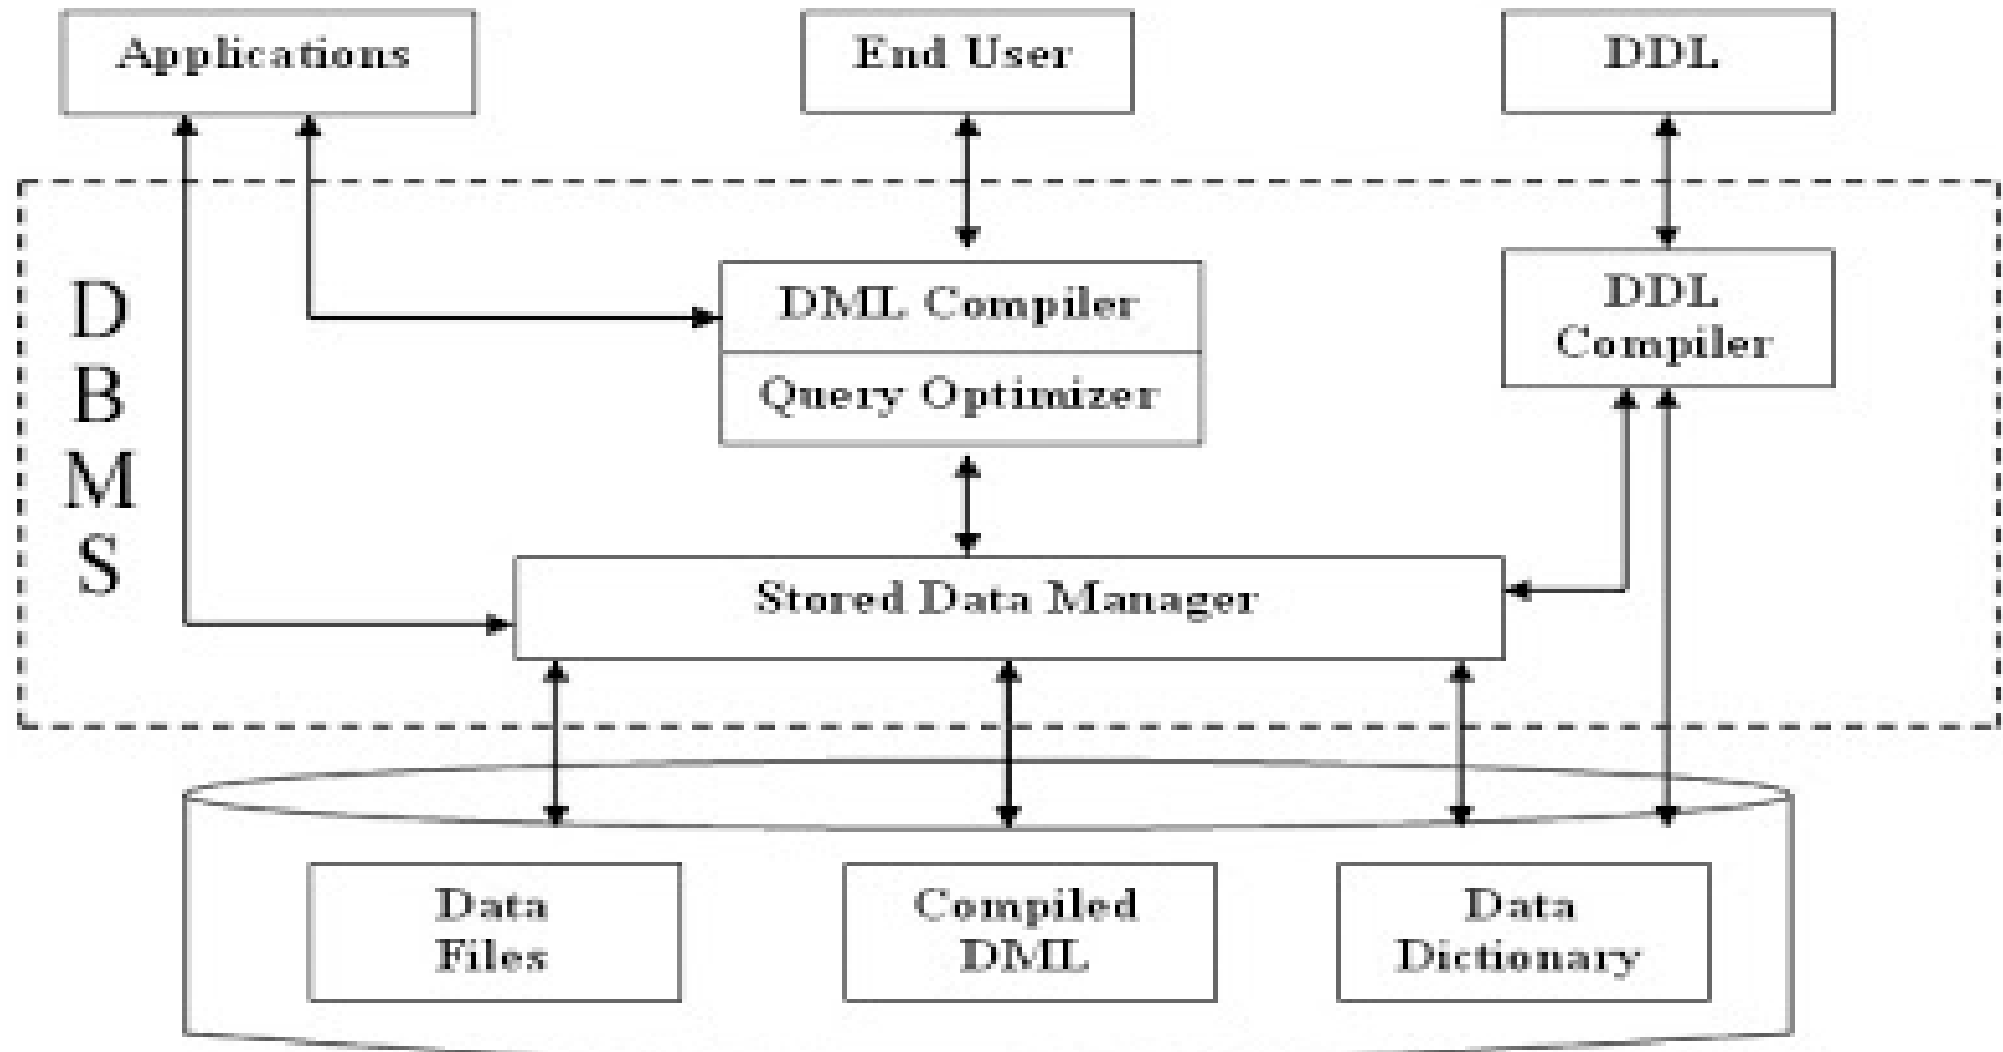 Applications
End User
DDL
D
B
M
S
DML Compiler
Query Optimizer
DDL
Compiler
Stored Data Manager
Data
Files
Compiled
DML
Data
Dictionary